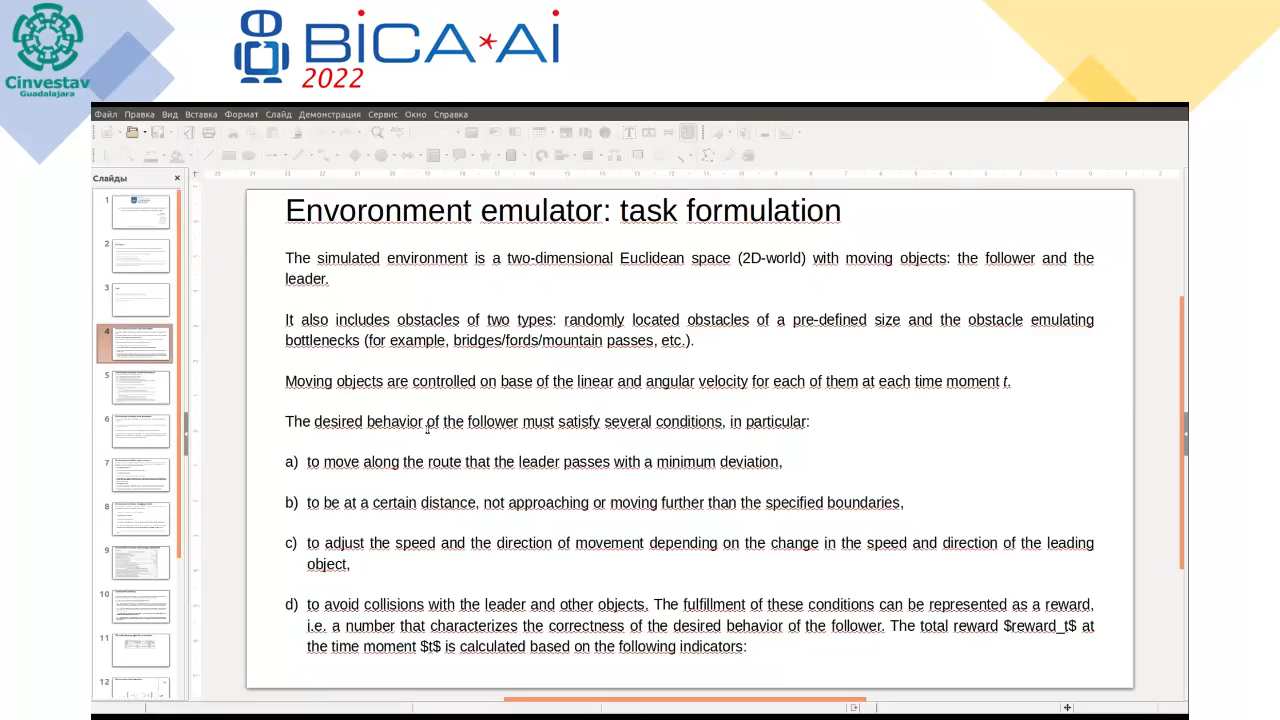 Cinvestav
Guadalajara
BiCA*Ai
2022
Файл Правка Вид Вставка Формат Слайд Демонстрация Сервис Окно Справка
Слайды
Envoronment emulator: task formulation
The simulated environment is a two-dimensional Euclidean space (2D-world) with moving objects: the follower and the
leader.
It also includes obstacles of two types: randomly located obstacles of a pre-defined size and the obstacle emulating
bottlenecks (for example, bridges/fords/mountain passes, etc.).
Moving objects are controlled on base of the linear and angular velocity for each of them at each time moment t.
The desired behavior of the follower must satisfy several conditions, in particular:
a) to move along the route that the leader passes with a minimum deviation,
b) to be at a certain distance, not approaching or moving further than the specified boundaries,
c) to adjust the speed and the direction of movement depending on the change in the speed and direction of the leading
object,
d) to avoid collisions with the leader and other objects. The fulfillment of these conditions can be represented as a reward,
i.e. a number that characterizes the correctness of the desired behavior of the follower. The total reward $reward_t$ at
the time moment $t$ is calculated based on the following indicators:
1
2
3
4
5
6
7
8
9
10
11
12